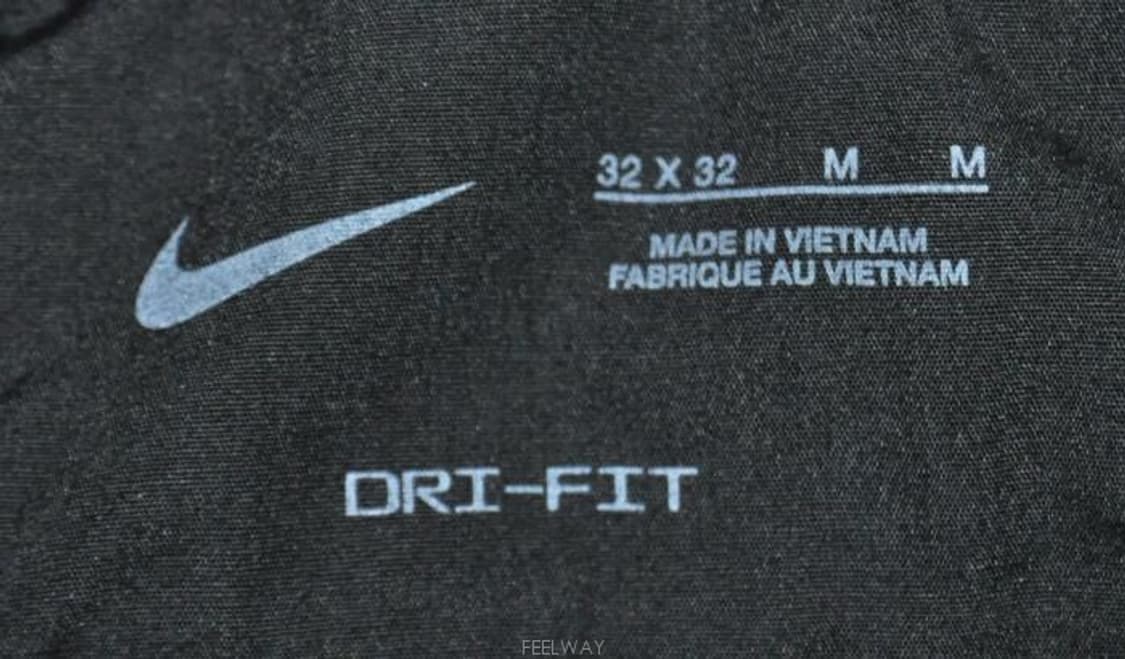 32 X 32 M M
MADE IN VIETNAM
FABRIQUE AU VIETNAM
DRI-FIT
FEELWAY